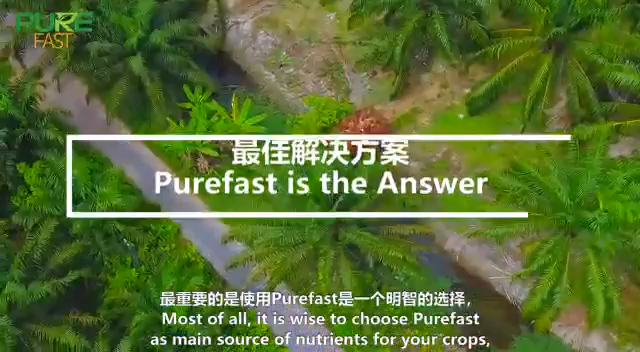 PURE
FAST
最佳解决方案
Purefast is the Answer
最重要的是使用Purefast是一个明智的选择，
Most of all, it is wise to choose Purefast
as main source of nutrients for your crops,